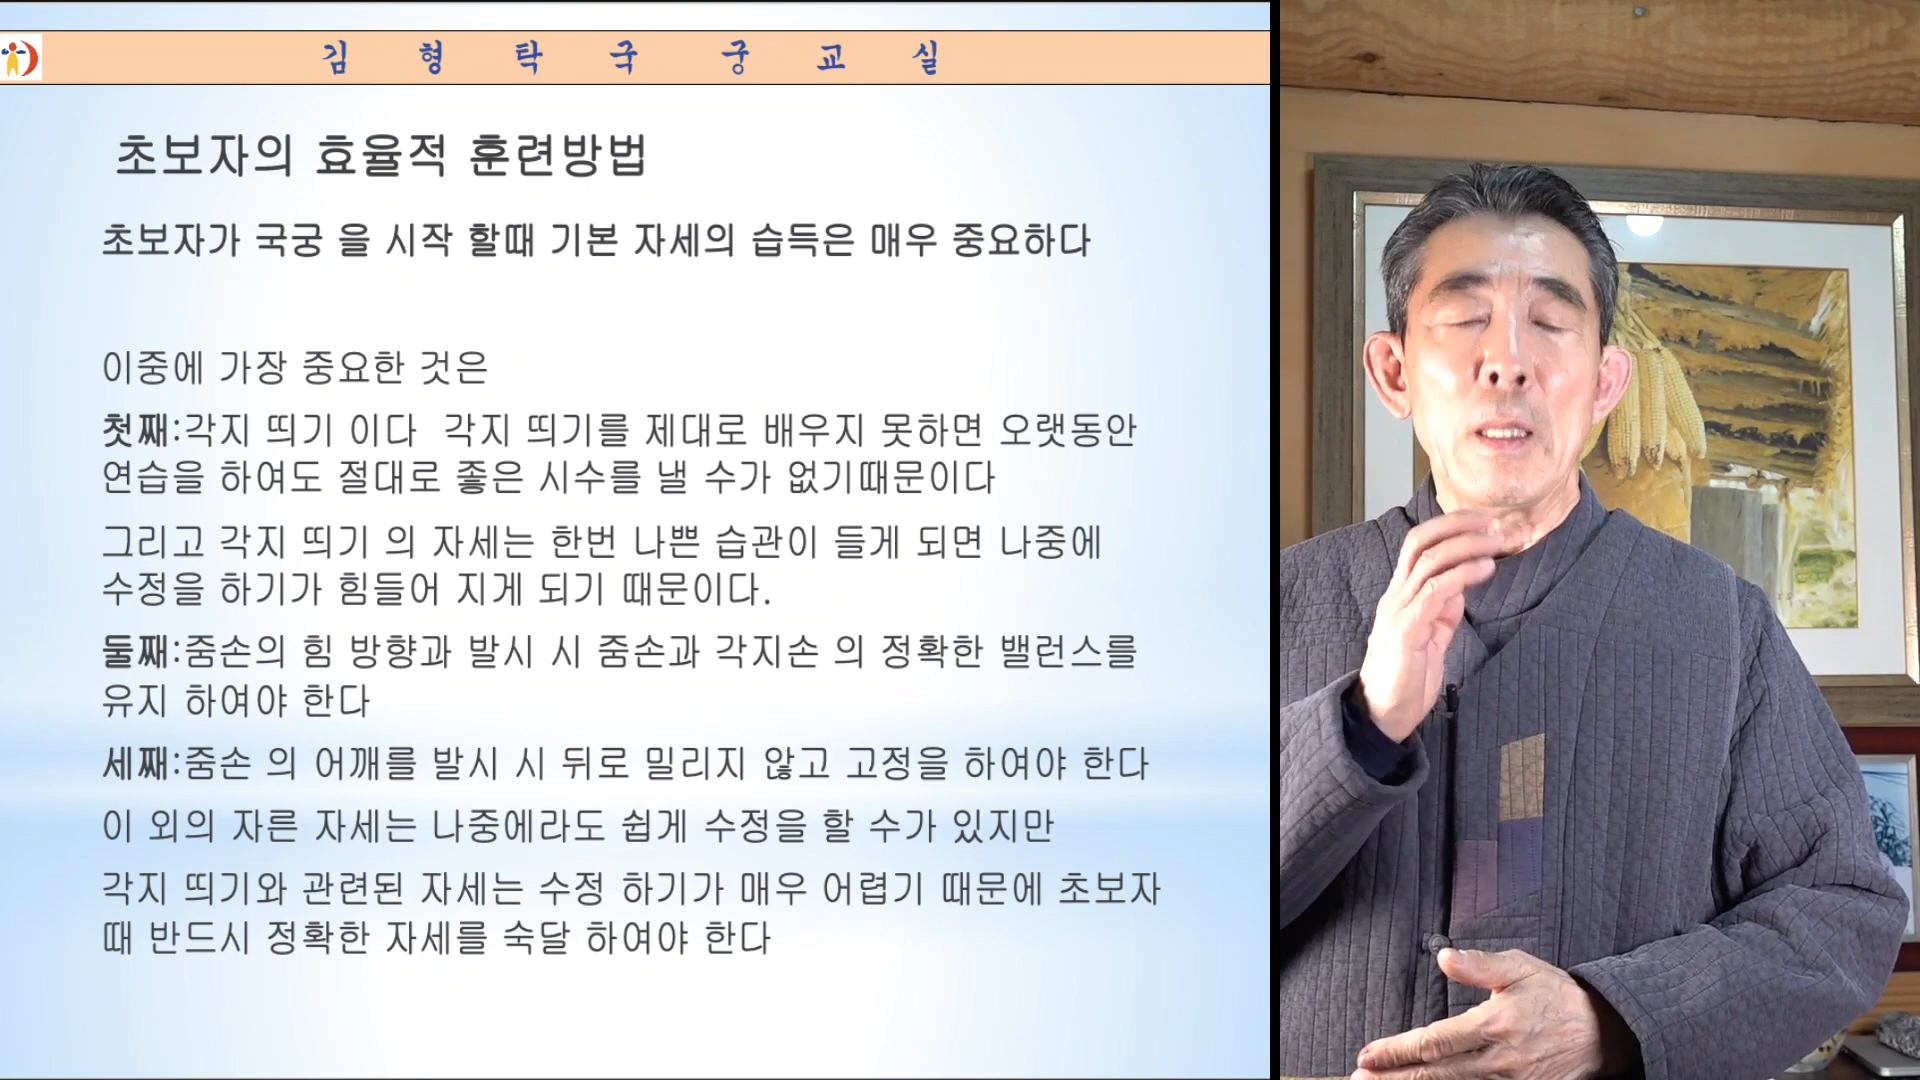 김형탁국궁교실
초보자의 효율적 훈련방법
초보자가 국궁 을 시작 할때 기본 자세의 습득은 매우 중요하다
이중에 가장 중요한 것은
첫째:각지 띄기 이다 각지 띄기를 제대로 배우지 못하면 오랫동안
연습을 하여도 절대로 좋은 시수를 낼 수가 없기때문이다
그리고 각지 띄기 의 자세는 한번 나쁜 습관이 들게 되면 나중에
수정을 하기가 힘들어 지게 되기 때문이다.
둘째:줌손의 힘 방향과 발시 시 줌손과 각지손 의 정확한 밸런스를
유지 하여야 한다
세째:줌손 의 어깨를 발시 시 뒤로 밀리지 않고 고정을 하여야 한다
이 외의 자른 자세는 나중에라도 쉽게 수정을 할 수가 있지만
각지 띄기와 관련된 자세는 수정 하기가 매우 어렵기 때문에 초보자
때 반드시 정확한 자세를 숙달 하여야 한다